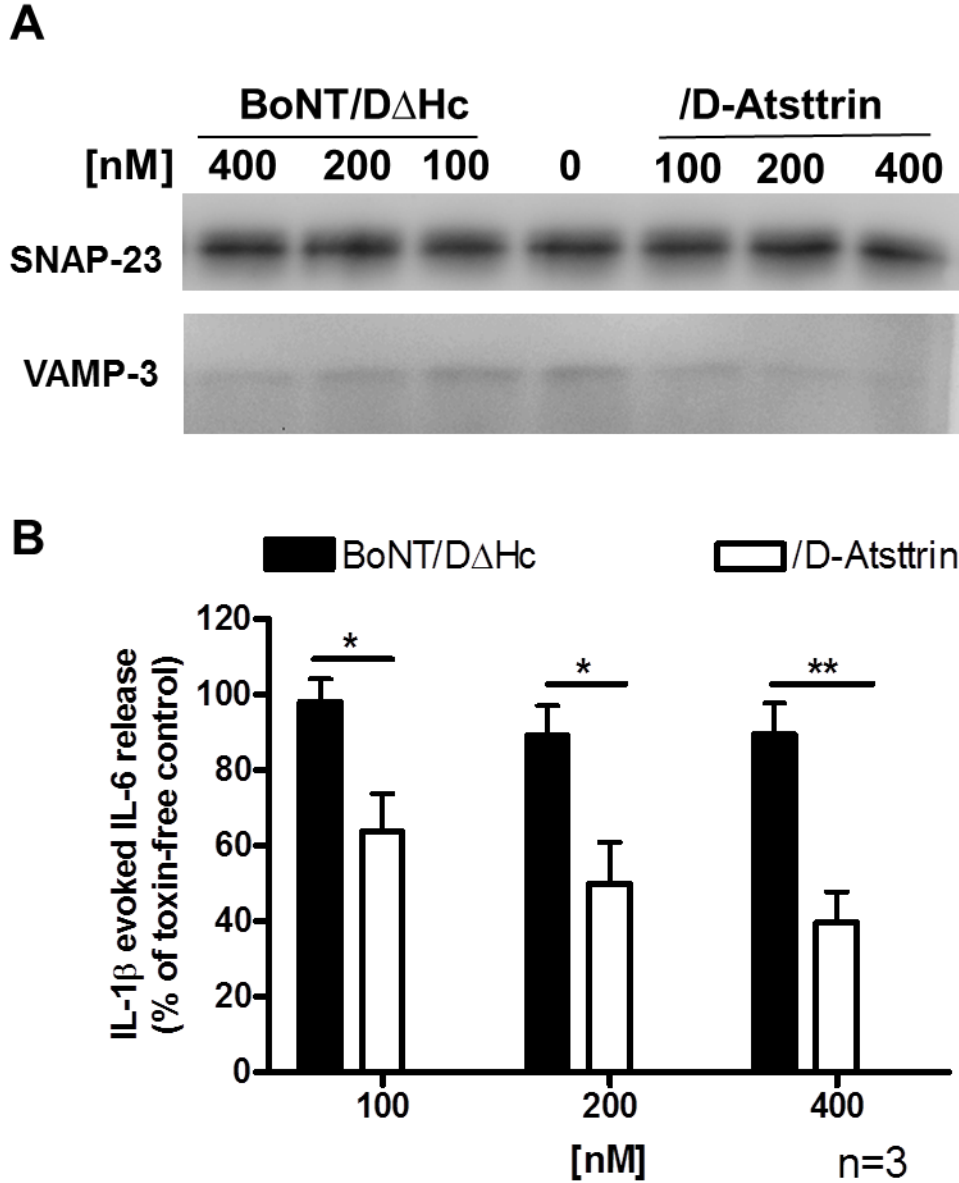 A
BoNT/DΔHc /D-Atsttrin
[nM] 400 200 100 0 100 200 400
SNAP-23
VAMP-3
B
BoNT/DΔHc /D-Atsttrin
IL-1β evoked IL-6 release
(% of toxin-free control)
120
100
80
60
40
20
0
* * **
100 200 400
[nM]
n=3